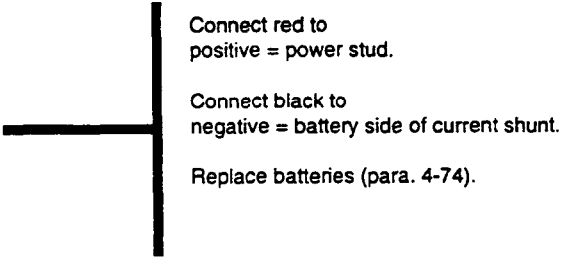 Connect red to
positive = power stud.
Connect black to
negative = battery side of current shunt.
Replace batteries (para. 4-74).